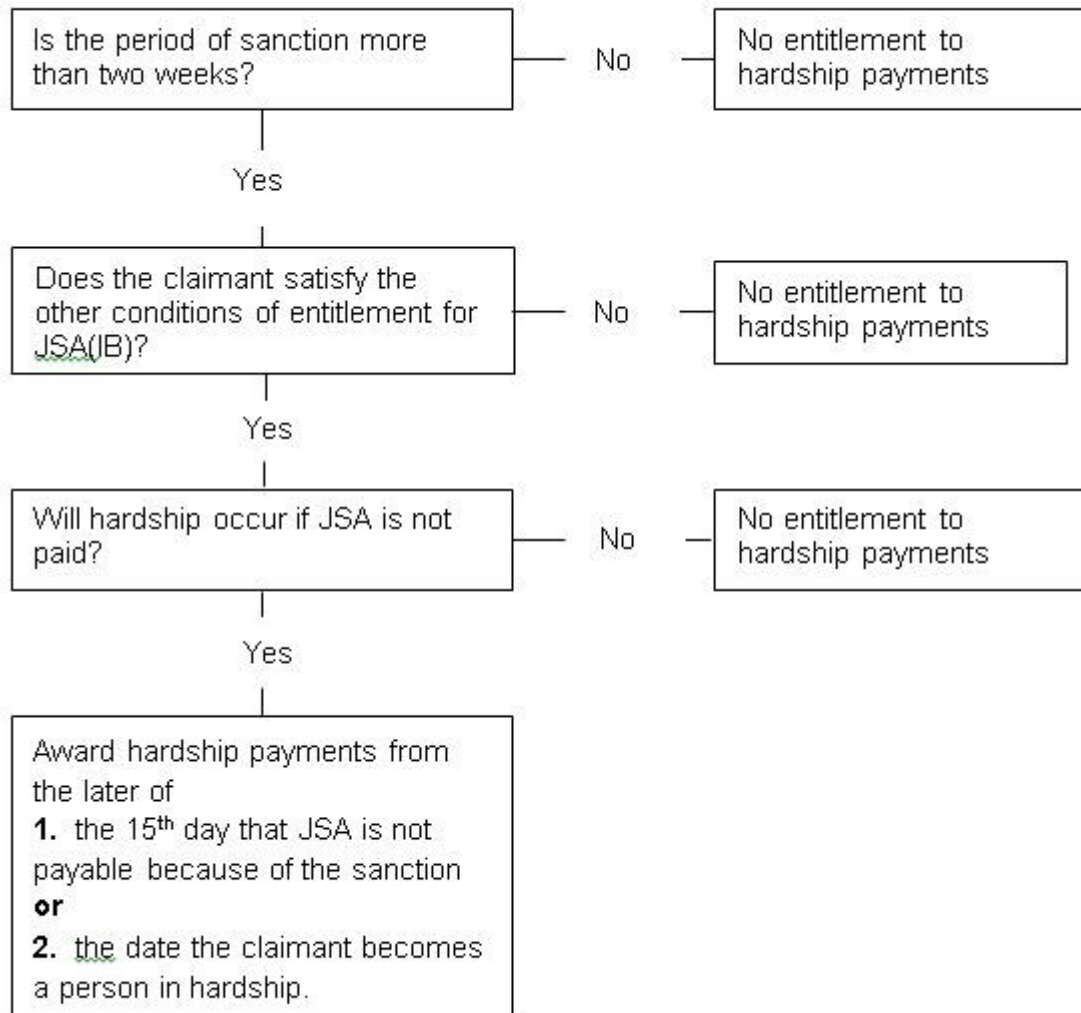 Is the period of sanction more
than two weeks?
No
No entitlement to
hardship payments
Yes
Does the claimant satisfy the
other conditions of entitlement for
JSA(IB)?
No
No entitlement to
hardship payments
Yes
Will hardship occur if JSA is not
paid?
No
No entitlement to
hardship payments
Yes
Award hardship payments from
the later of
1. the 15th day that JSA is not
payable because of the sanction
or
2. the date the claimant becomes
a person in hardship.